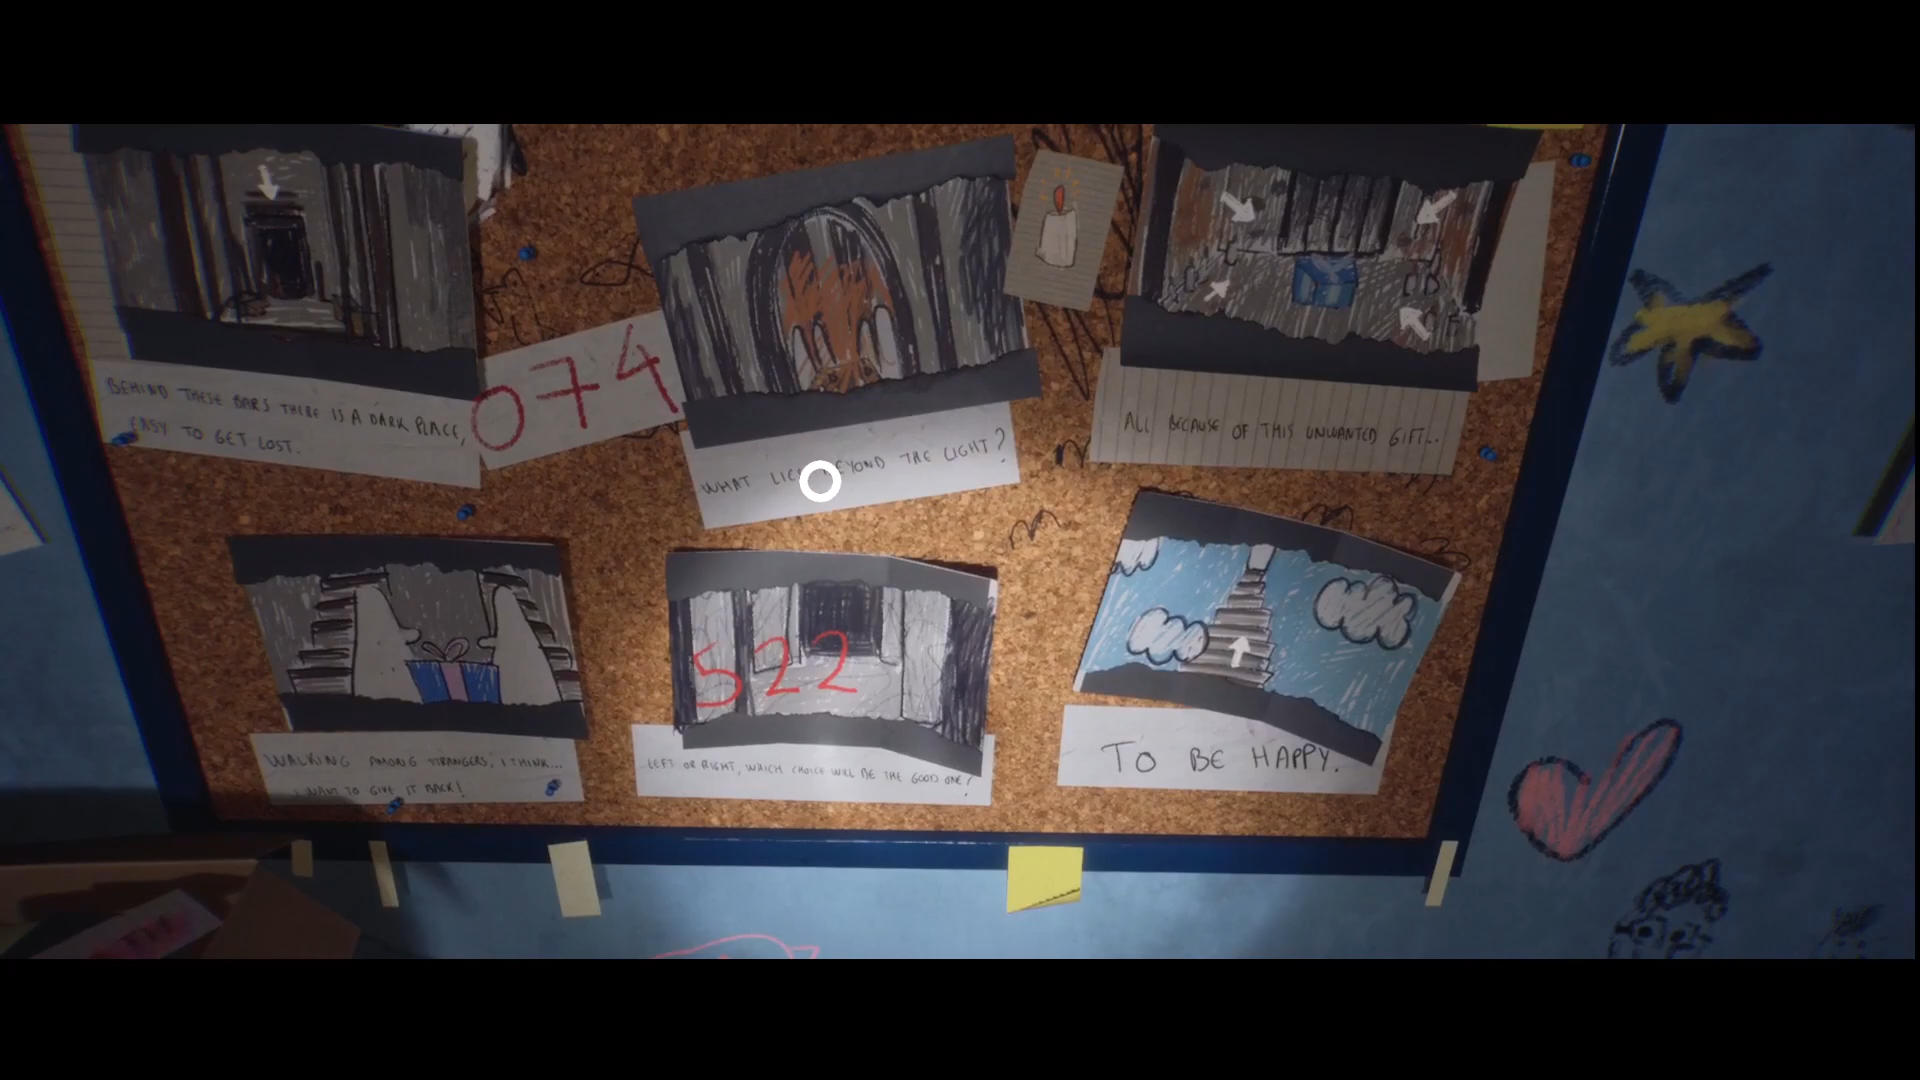 BEHIND THESE BARS THERE IS A DARK PLACE,
EASY TO GET LOST.
074
WHAT LIES BEYOND THE LIGHT?
ALL BECAUSE OF THIS UNWANTED GIFT...
WALKING AMONG STRANGERS, I THINK...
I WANT TO GIVE IT BACK!
522
LEFT OR RIGHT, WHICH CHOICE WILL BE THE GOOD ONE?
TO BE HAPPY.